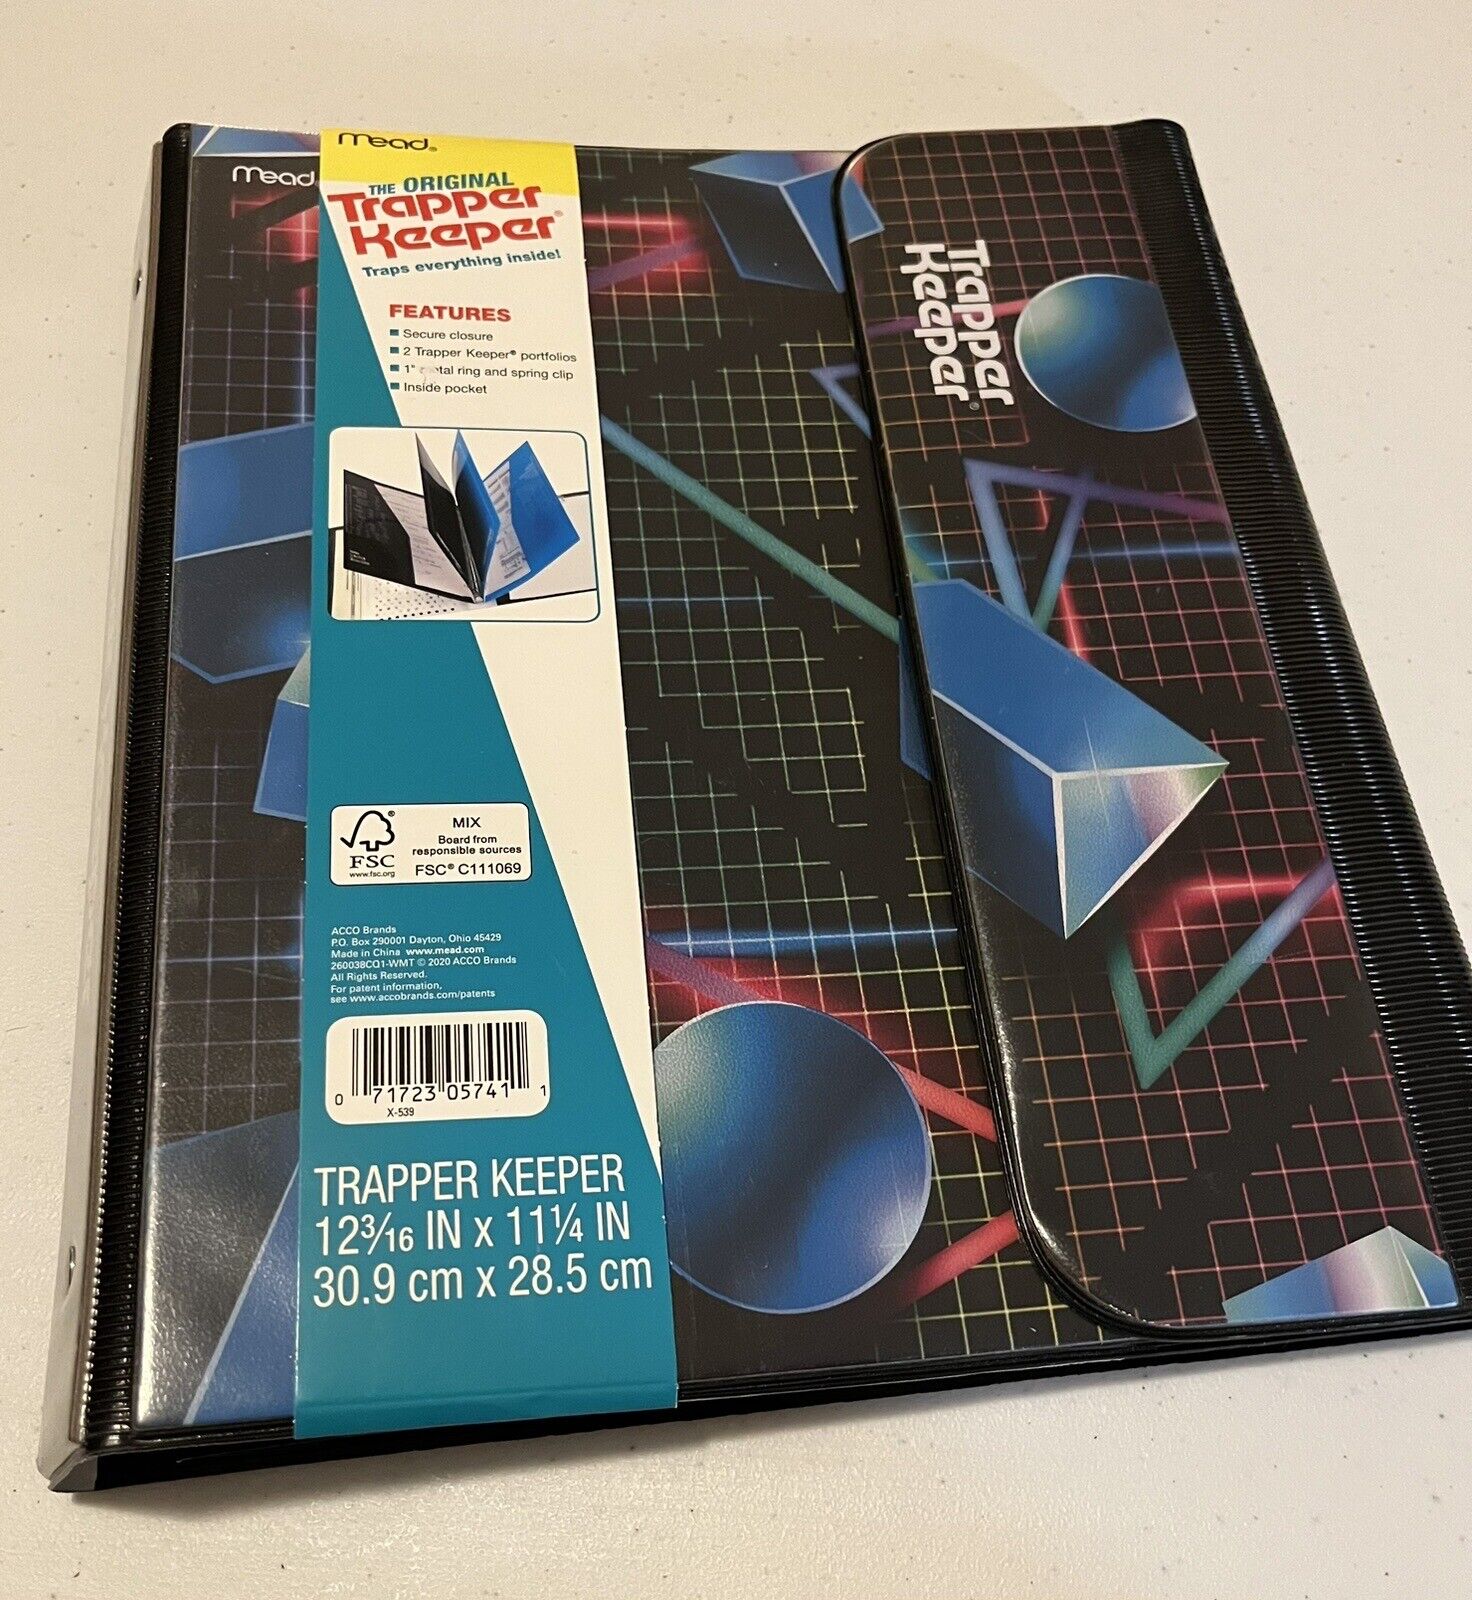 mead®
THE ORIGINAL
Trapper
Keeper®
Traps everything inside!
FEATURES
Secure closure
2 Trapper Keeper® portfolios
1" metal ring and spring clip
Inside pocket
FSC
www.fsc.org
MIX
Board from
responsible sources
FSC® C111069
ACCO Brands
P.O. Box 290001 Dayton, Ohio 45429
Made in China www.mead.com
260038CQ1-WMT © 2020 ACCO Brands
All Rights Reserved.
For patent information,
see www.accobrands.com/patents
0 71723 05741 1
X-539
TRAPPER KEEPER
12 3/16 IN x 11 1/4 IN
30.9 cm x 28.5 cm
mead
Trapper
Keeper®